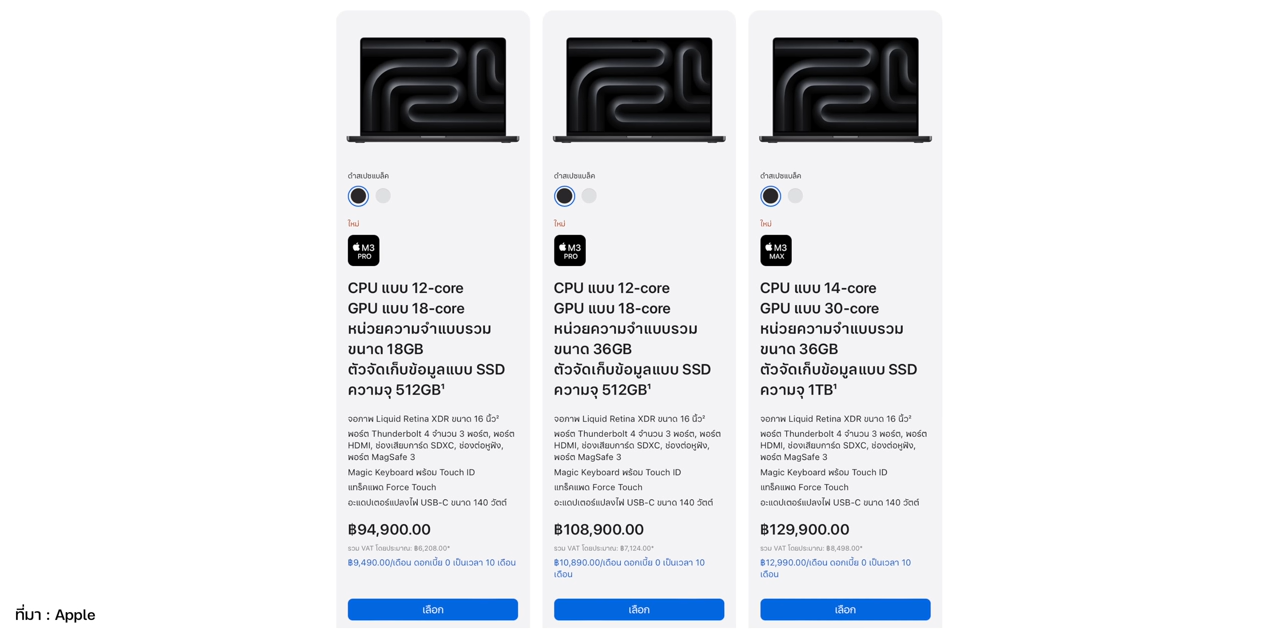 ดำสเปซแบล็ค
ใหม่
M3
PRO
CPU แบบ 12-core
GPU แบบ 18-core
หน่วยความจำแบบรวม
ขนาด 18GB
ตัวจัดเก็บข้อมูลแบบ SSD
ความจุ 512GB¹
จอภาพ Liquid Retina XDR ขนาด 16 นิ้ว²
พอร์ต Thunderbolt 4 จำนวน 3 พอร์ต, พอร์ต
HDMI, ช่องเสียบการ์ด SDXC, ช่องต่อหูฟัง,
พอร์ต MagSafe 3
Magic Keyboard พร้อม Touch ID
แทร็คแพด Force Touch
อะแดปเตอร์แปลงไฟ USB-C ขนาด 140 วัตต์
฿94,900.00
รวม VAT โดยประมาณ: ฿6,208.00*
฿9,490.00/เดือน ดอกเบี้ย 0 เป็นเวลา 10 เดือน
เลือก
ดำสเปซแบล็ค
ใหม่
M3
PRO
CPU แบบ 12-core
GPU แบบ 18-core
หน่วยความจำแบบรวม
ขนาด 36GB
ตัวจัดเก็บข้อมูลแบบ SSD
ความจุ 512GB¹
จอภาพ Liquid Retina XDR ขนาด 16 นิ้ว²
พอร์ต Thunderbolt 4 จำนวน 3 พอร์ต, พอร์ต
HDMI, ช่องเสียบการ์ด SDXC, ช่องต่อหูฟัง,
พอร์ต MagSafe 3
Magic Keyboard พร้อม Touch ID
แทร็คแพด Force Touch
อะแดปเตอร์แปลงไฟ USB-C ขนาด 140 วัตต์
฿108,900.00
รวม VAT โดยประมาณ: ฿7,124.00*
฿10,890.00/เดือน ดอกเบี้ย 0 เป็นเวลา 10
เดือน
เลือก
ดำสเปซแบล็ค
ใหม่
M3
MAX
CPU แบบ 14-core
GPU แบบ 30-core
หน่วยความจำแบบรวม
ขนาด 36GB
ตัวจัดเก็บข้อมูลแบบ SSD
ความจุ 1TB¹
จอภาพ Liquid Retina XDR ขนาด 16 นิ้ว²
พอร์ต Thunderbolt 4 จำนวน 3 พอร์ต, พอร์ต
HDMI, ช่องเสียบการ์ด SDXC, ช่องต่อหูฟัง,
พอร์ต MagSafe 3
Magic Keyboard พร้อม Touch ID
แทร็คแพด Force Touch
อะแดปเตอร์แปลงไฟ USB-C ขนาด 140 วัตต์
฿129,900.00
รวม VAT โดยประมาณ: ฿8,498.00*
฿12,990.00/เดือน ดอกเบี้ย 0 เป็นเวลา 10
เดือน
เลือก
ที่มา : Apple